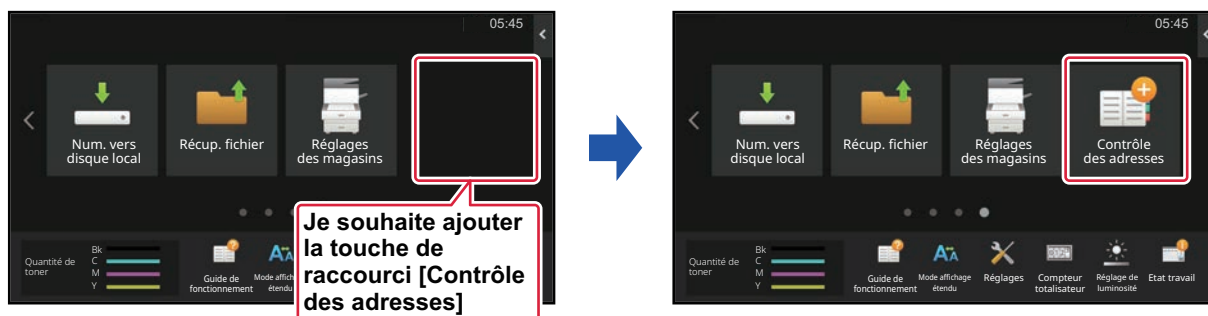 05:45
Num. vers
disque local
Récup. fichier
Réglages
des magasins
Je souhaite ajouter
la touche de
raccourci [Contrôle
des adresses]
Quantité de
toner
Bk
C
M
Y
Guide de
fonctionnement
Mode affich
étendu
05:45
Num. vers
disque local
Récup. fichier
Réglages
des magasins
Contrôle
des adresses
Quantité de
toner
Bk
C
M
Y
Guide de
fonctionnement
Mode affichage
étendu
Réglages
Compteur
totalisateur
Réglage de
luminosité
Etat travail